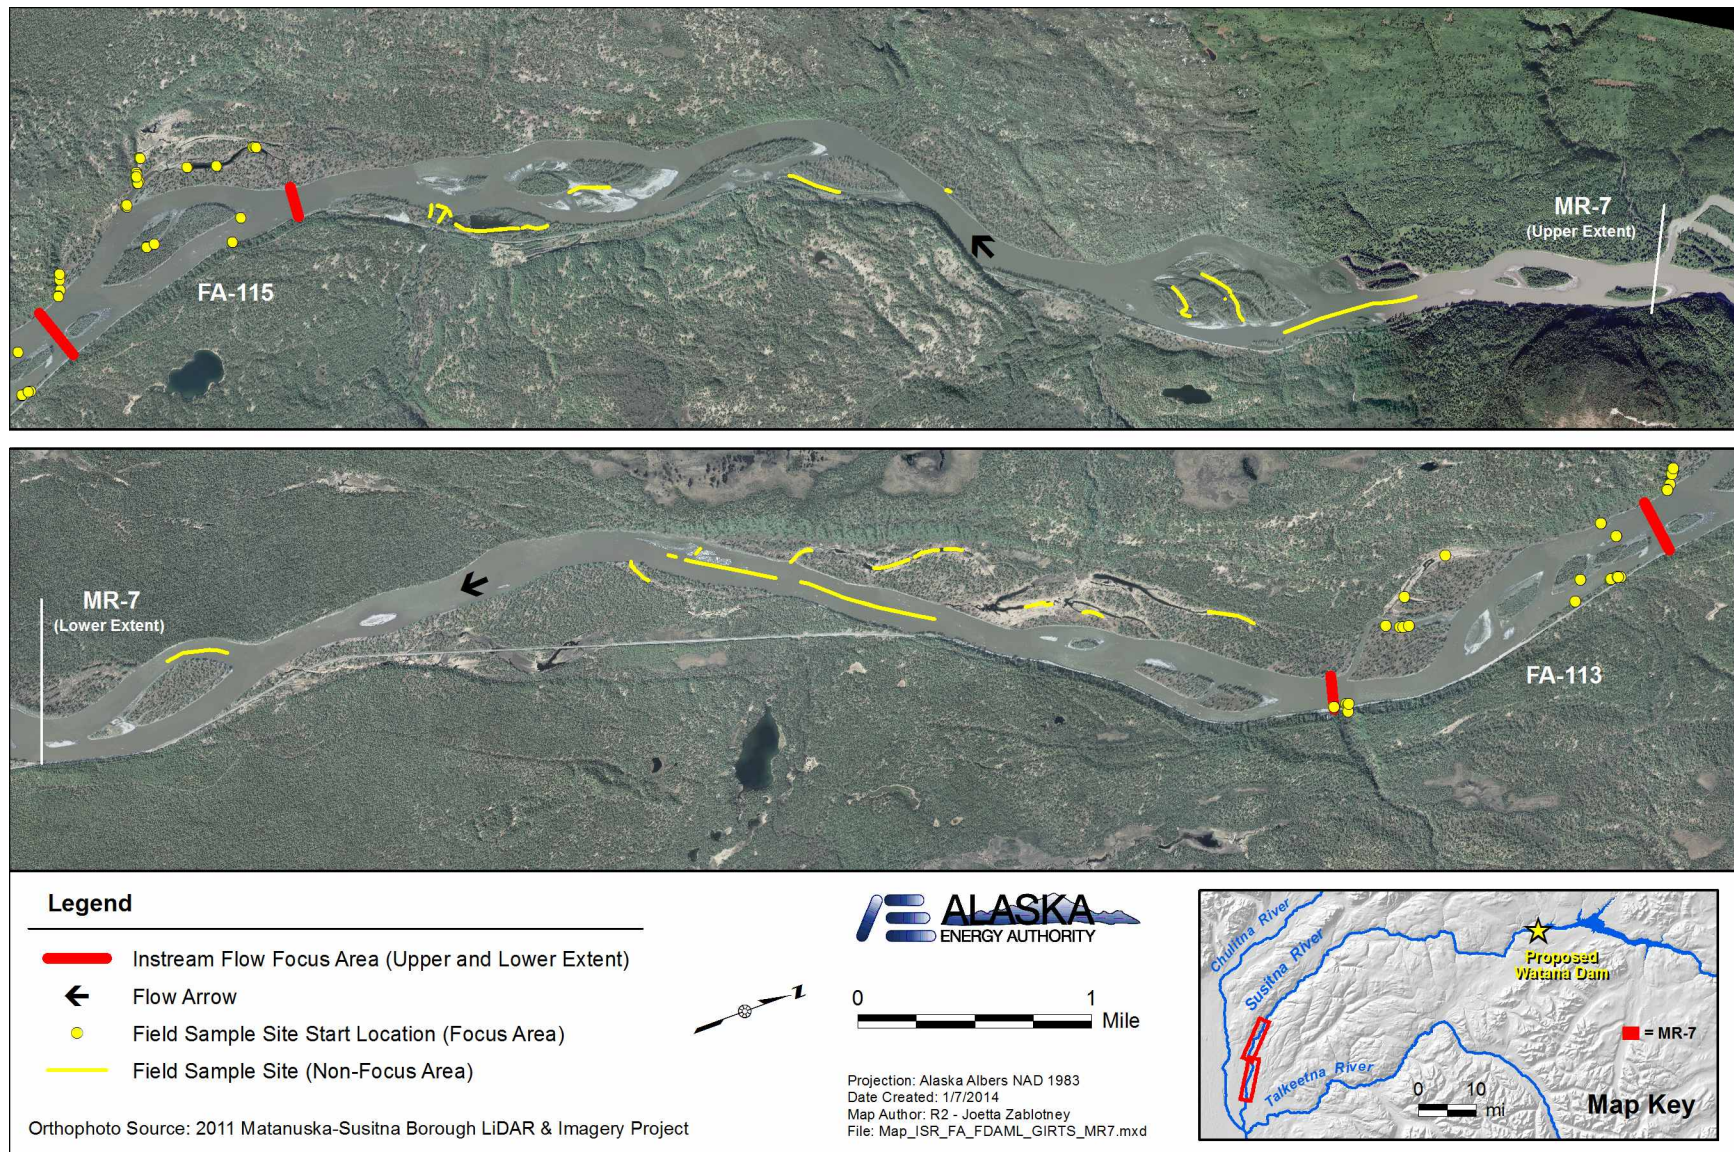 MR-7
(Upper Extent)
FA-115
MR-7
(Lower Extent)
FA-113
Legend
Instream Flow Focus Area (Upper and Lower Extent)
Flow Arrow
Field Sample Site Start Location (Focus Area)
Field Sample Site (Non-Focus Area)
Orthophoto Source: 2011 Matanuska-Susitna Borough LiDAR & Imagery Project
z
ALASKA
ENERGY AUTHORITY
0 1
Mile
Projection: Alaska Albers NAD 1983
Date Created: 1/7/2014
Map Author: R2 - Joetta Zablotney
File: Map_ISR_FA_FDAML_GIRTS_MR7.mxd
Chulitna River
Susitna River
Proposed
Watana Dam
= MR-7
Talkeetna River
0 10
mi
Map Key